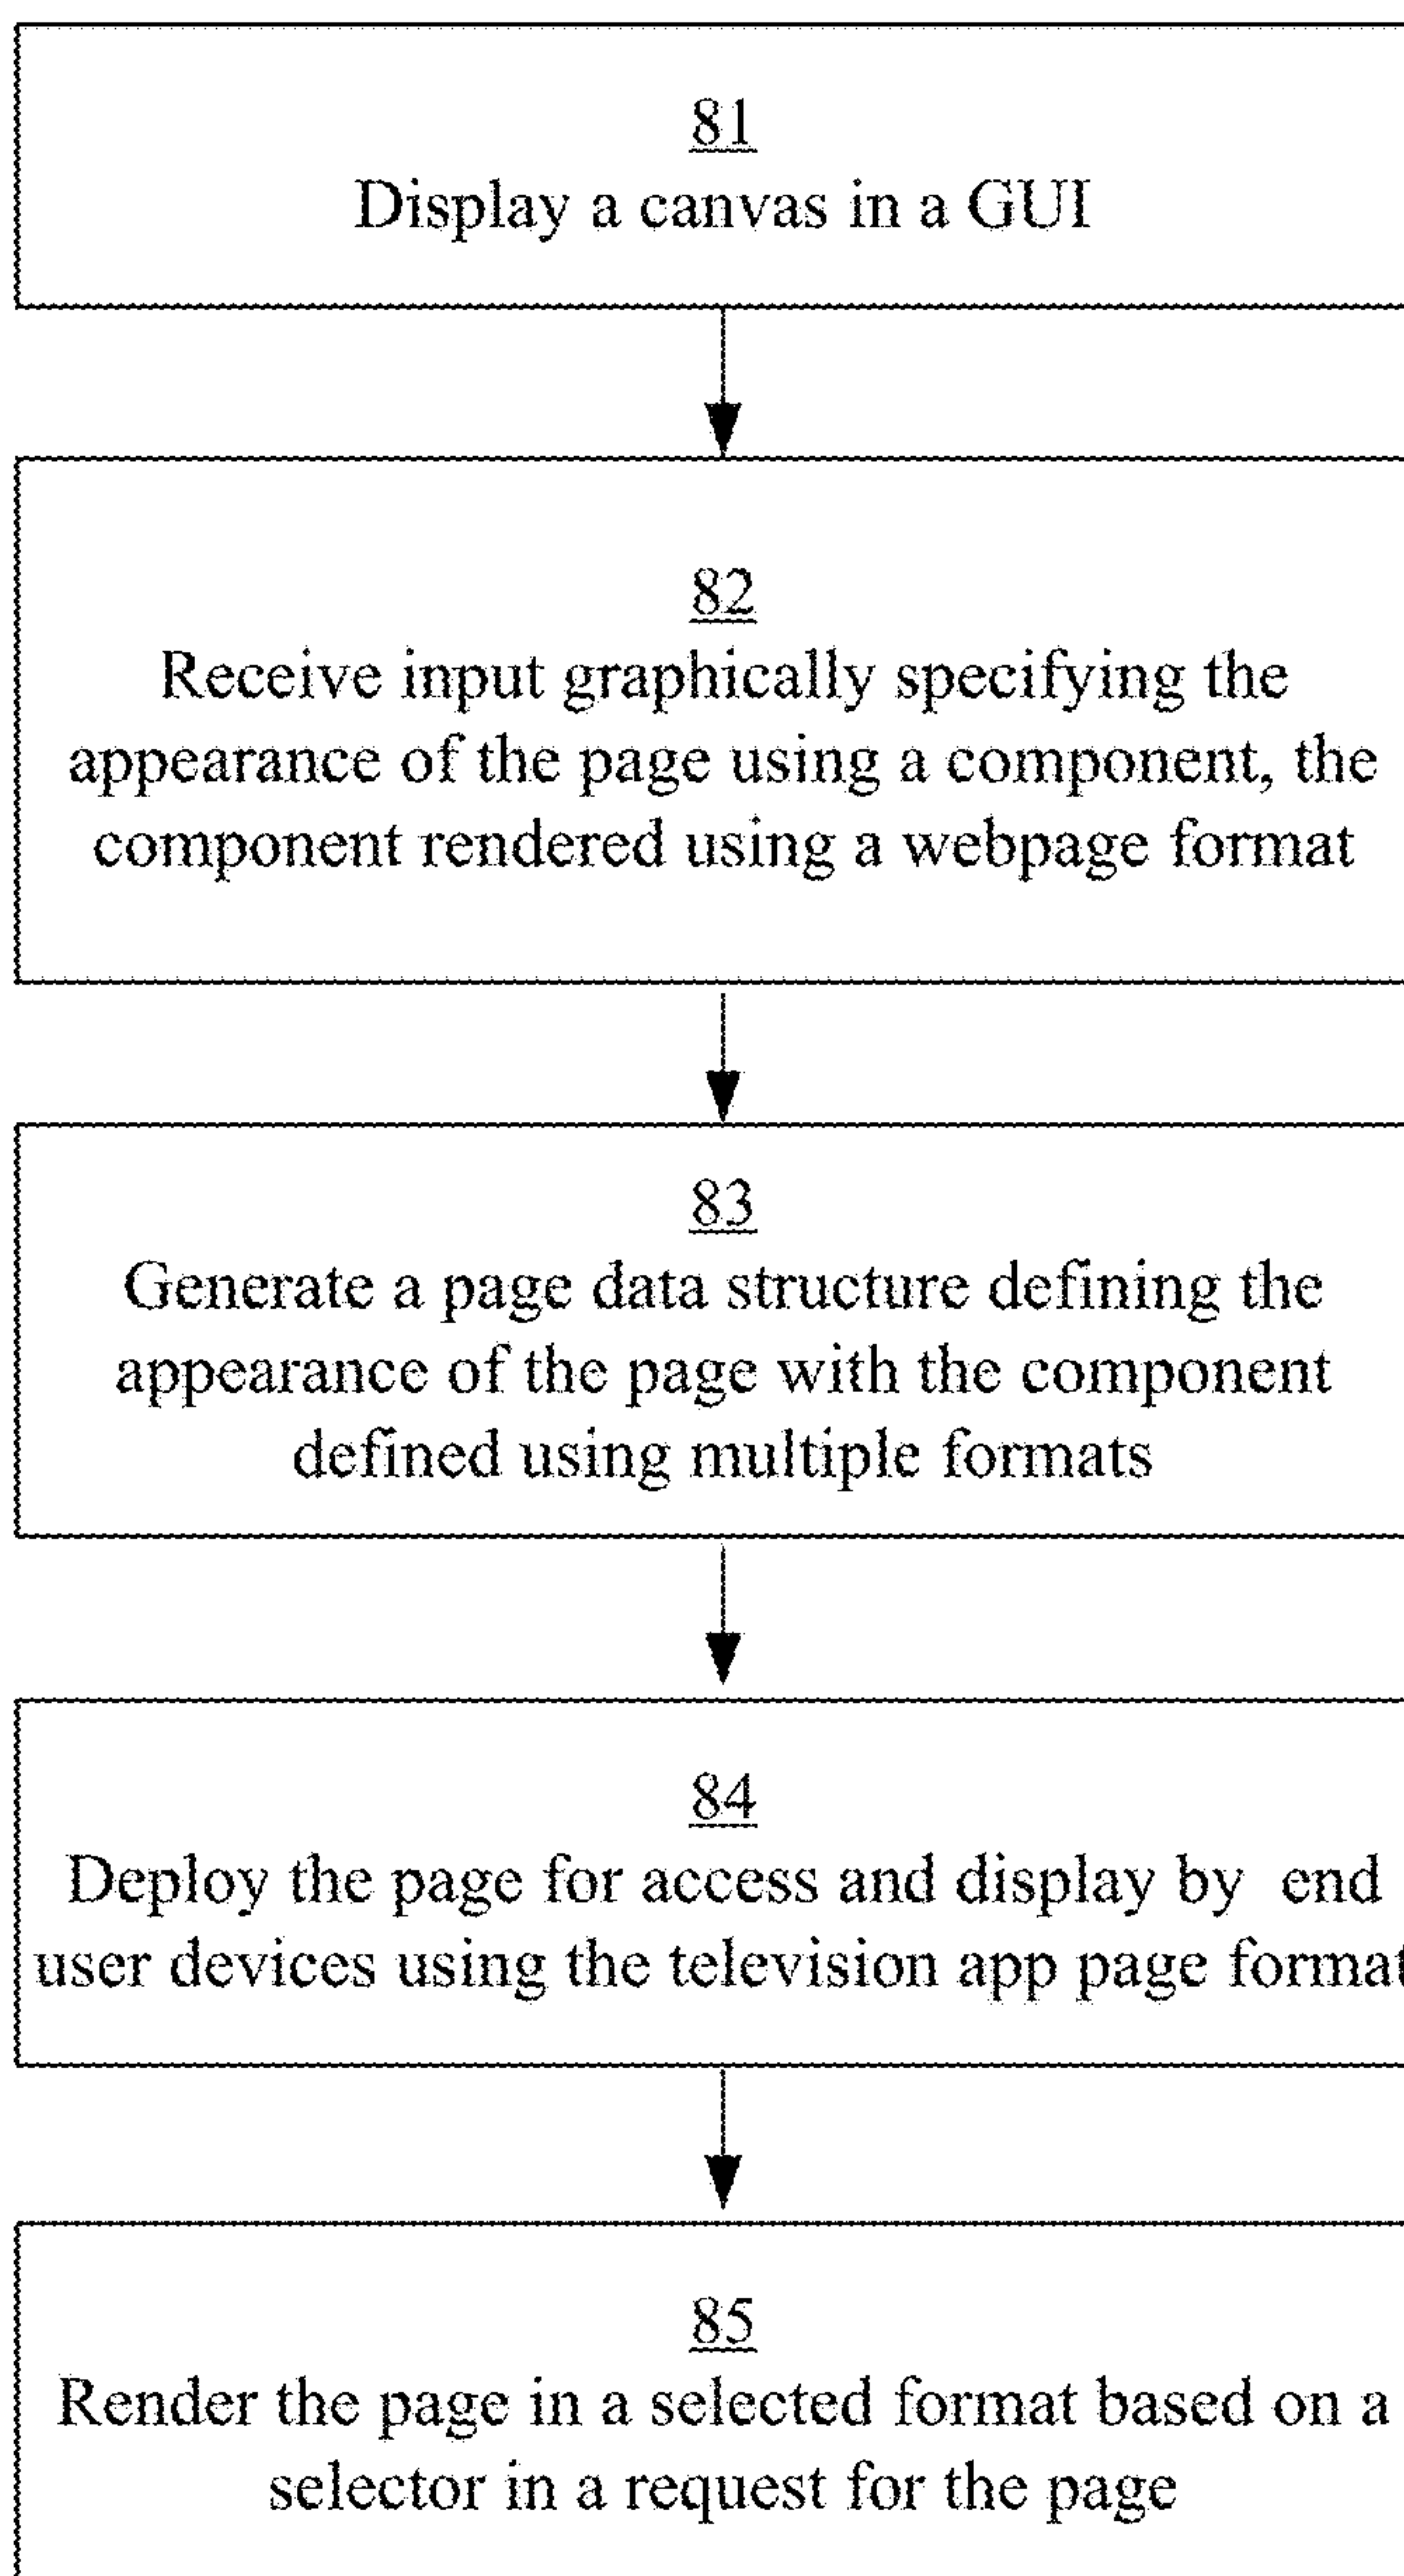 81
Display a canvas in a GUI
82
Receive input graphically specifying the
appearance of the page using a component, the
component rendered using a webpage format
83
Generate a page data structure defining the
appearance of the page with the component
defined using multiple formats
84
Deploy the page for access and display by end
user devices using the television app page format
85
Render the page in a selected format based on a
selector in a request for the page